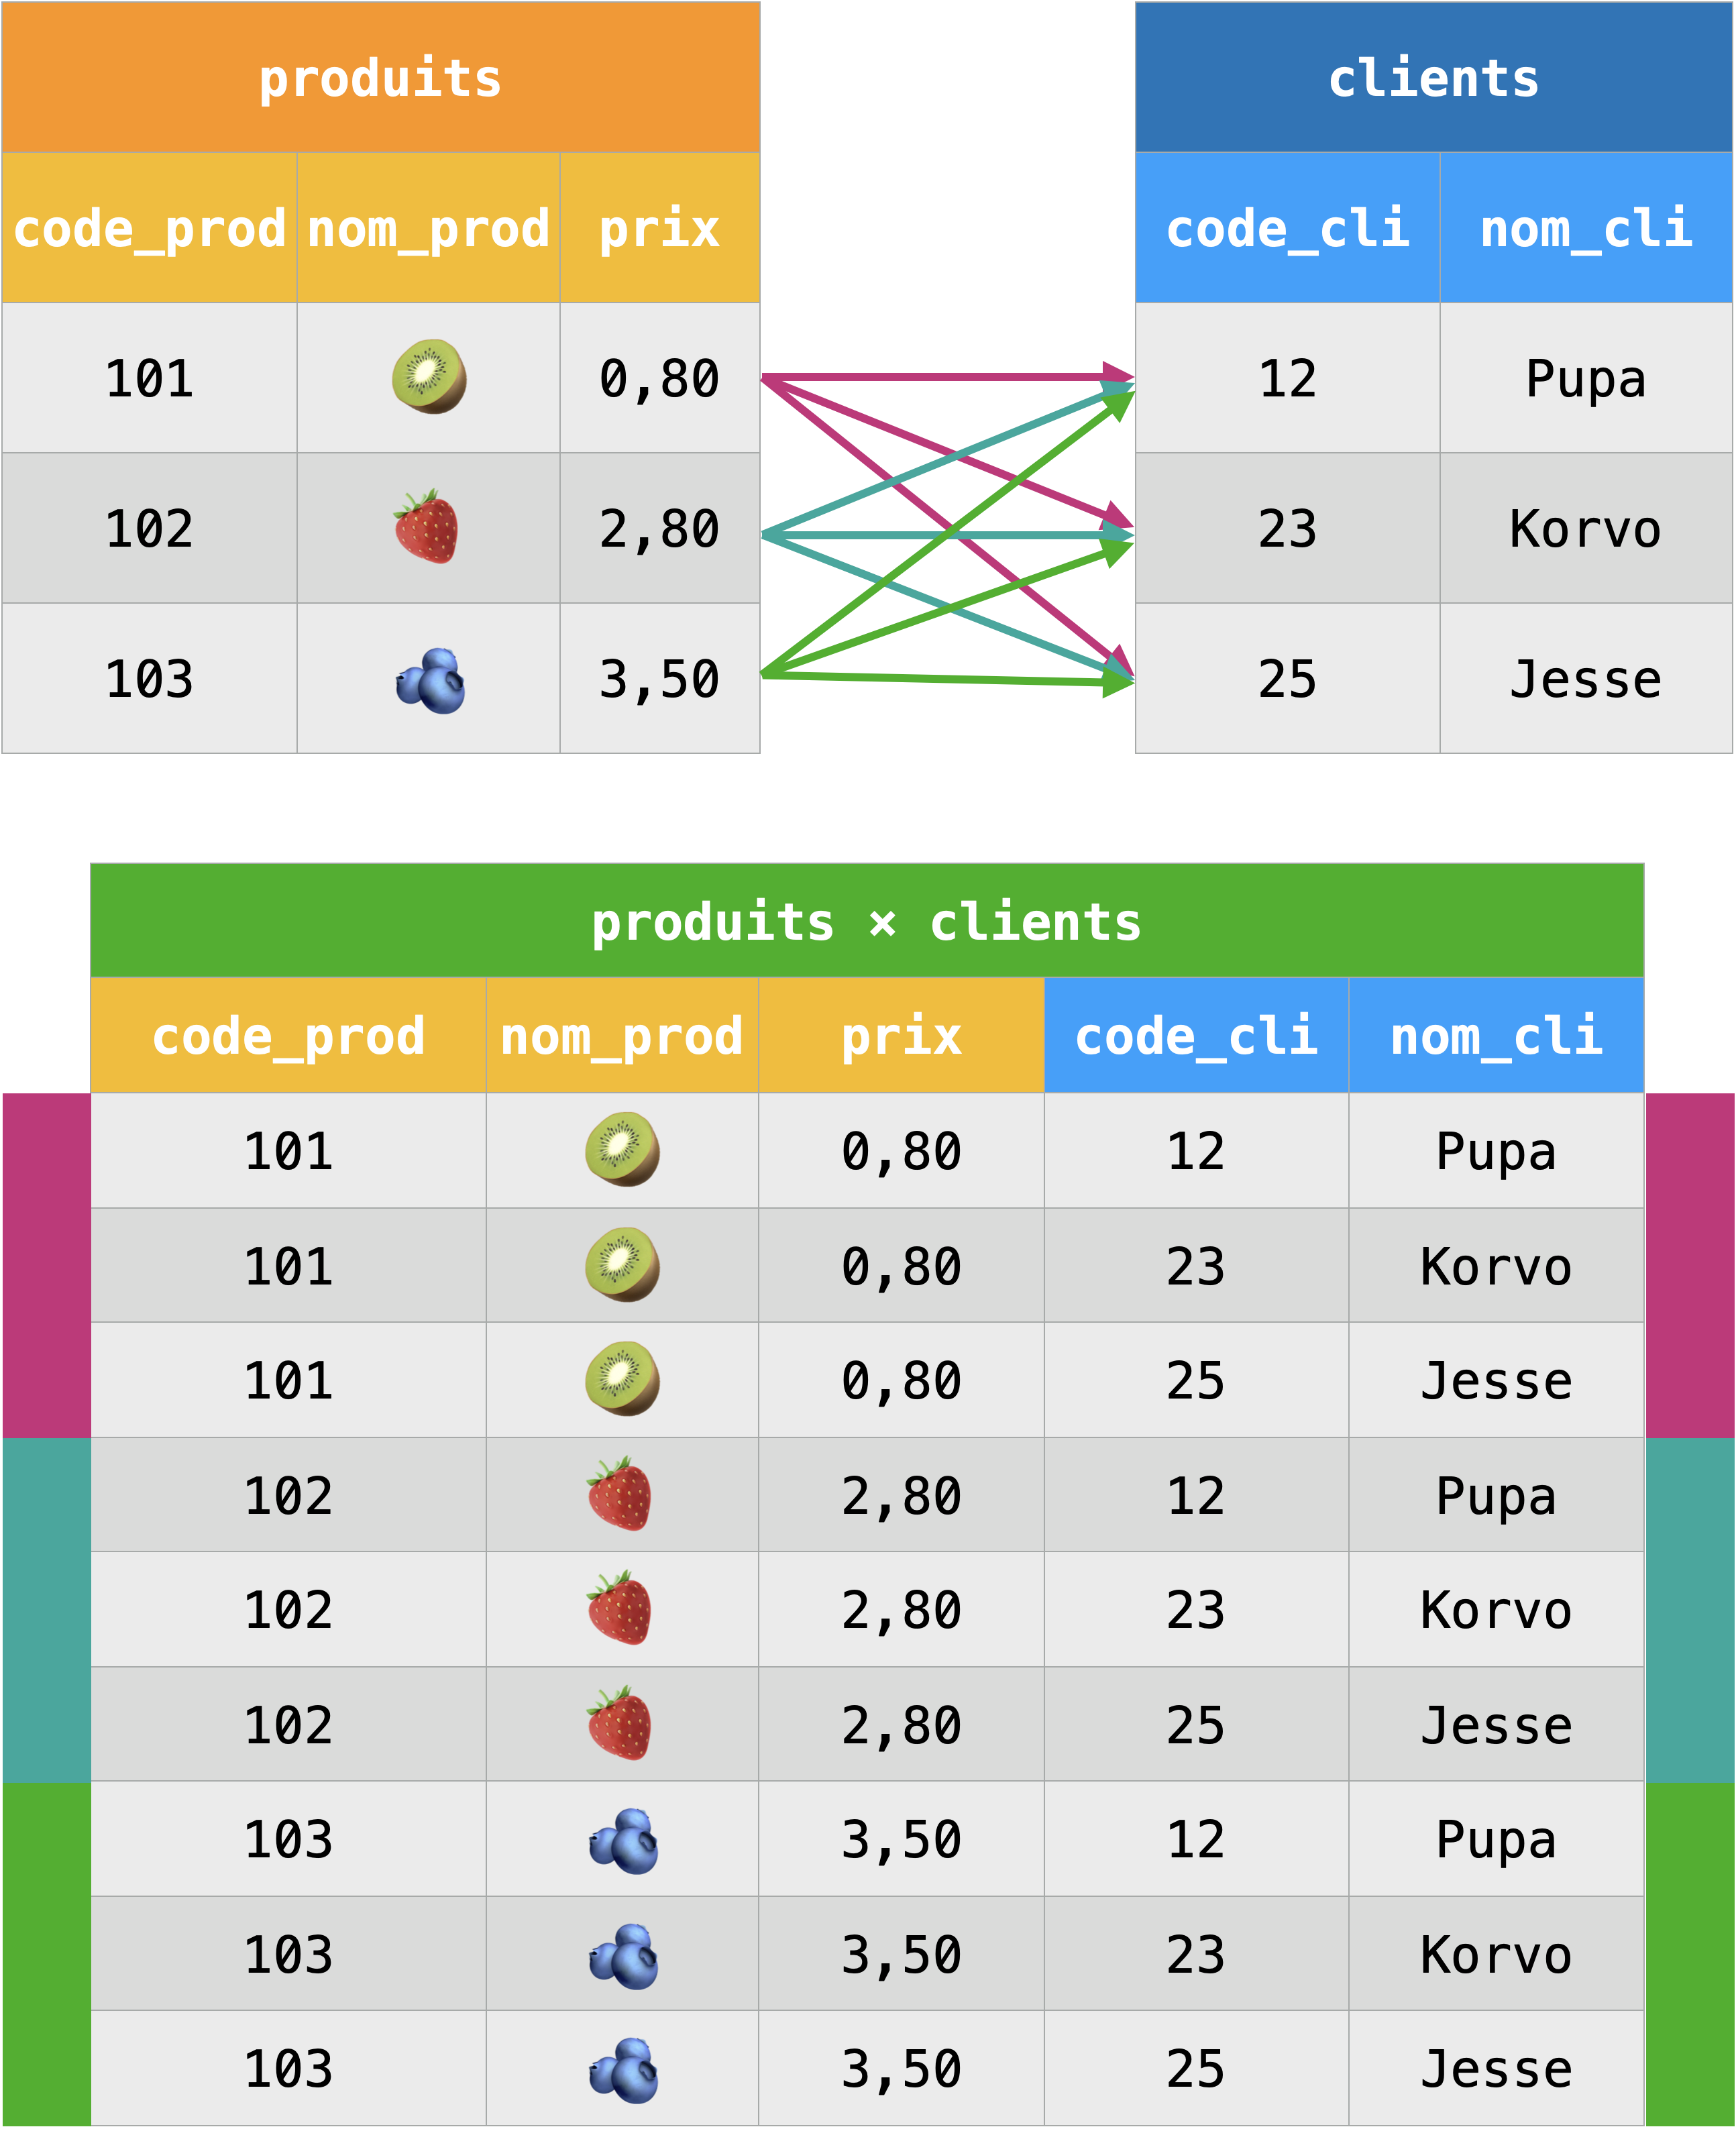 produits
code_prod nom_prod prix
101 0,80
102 2,80
103 3,50
clients
code_cli nom_cli
12 Pupa
23 Korvo
25 Jesse
produits × clients
code_prod nom_prod prix code_cli nom_cli
101 0,80 12 Pupa
101 0,80 23 Korvo
101 0,80 25 Jesse
102 2,80 12 Pupa
102 2,80 23 Korvo
102 2,80 25 Jesse
103 3,50 12 Pupa
103 3,50 23 Korvo
103 3,50 25 Jesse